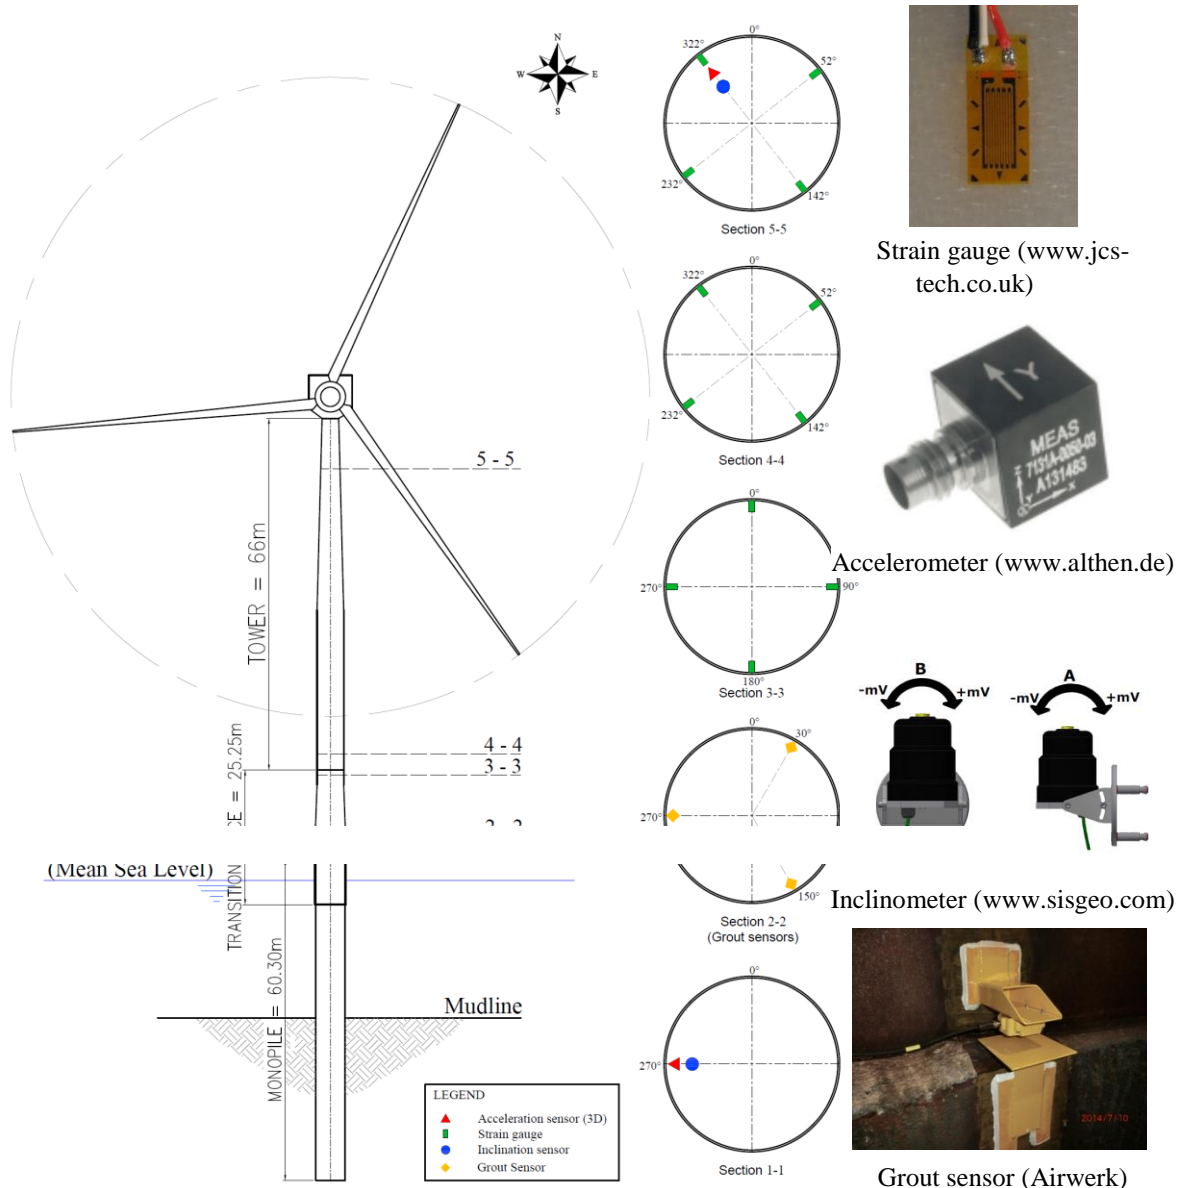 N
W
E
S
5 - 5
TOWER = 66m
4 - 4
3 - 3
CE = 25.25m
(Mean Sea Level)
TRANSITION
MONOPILE = 60.30m
Mudline
LEGEND
Acceleration sensor (3D)
Strain gauge
Inclination sensor
Grout Sensor
0°
322°
52°
232°
142°
Section 5-5
0°
322°
52°
232°
142°
Section 4-4
0°
270°
90°
180°
Section 3-3
0°
30°
270°
150°
Section 2-2
(Grout sensors)
0°
270°
Section 1-1
Strain gauge (www.jcs-
tech.co.uk)
Y
MEAS
7131A-0050-03
A131483
Z
Y
X
Accelerometer (www.althen.de)
B
-mV
+mV
A
-mV
+mV
Inclinometer (www.sisgeo.com)
2014/7/10
Grout sensor (Airwerk)